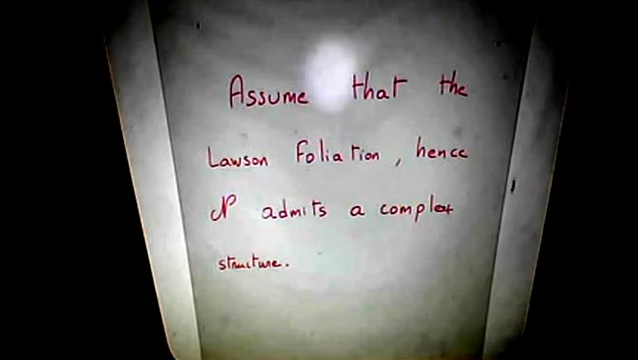 Assume that the
Lawson Foliation, hence
N admits a complex
structure.